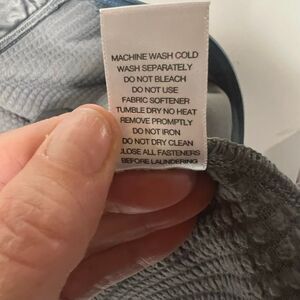 MACHINE WASH COLD
WASH SEPARATELY
DO NOT BLEACH
DO NOT USE
FABRIC SOFTENER
TUMBLE DRY NO HEAT
REMOVE PROMPTLY
DO NOT IRON
DO NOT DRY CLEAN
CLOSE ALL FASTENERS
BEFORE LAUNDERING